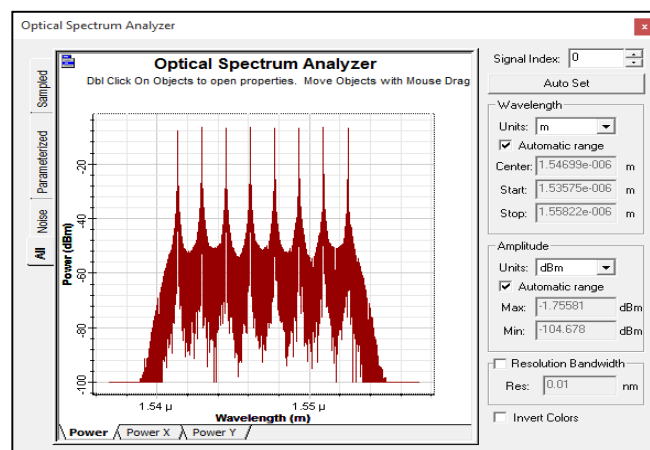 Optical Spectrum Analyzer
x
Optical Spectrum Analyzer
Dbl Click On Objects to open properties. Move Objects with Mouse Drag
Sampled
Parameterized
Noise
All
Power (dBm)
-20
-40
-60
-80
-100
1.54 µ
1.55 µ
Wavelength (m)
Power
Power X
Power Y
Signal Index: 0
Auto Set
Wavelength
Units: m
Automatic range
Center: 1.54699e-006 m
Start: 1.53575e-006 m
Stop: 1.55822e-006 m
Amplitude
Units: dBm
Automatic range
Max: -1.75581 dBm
Min: -104.678 dBm
Resolution Bandwidth
Res: 0.01 nm
Invert Colors